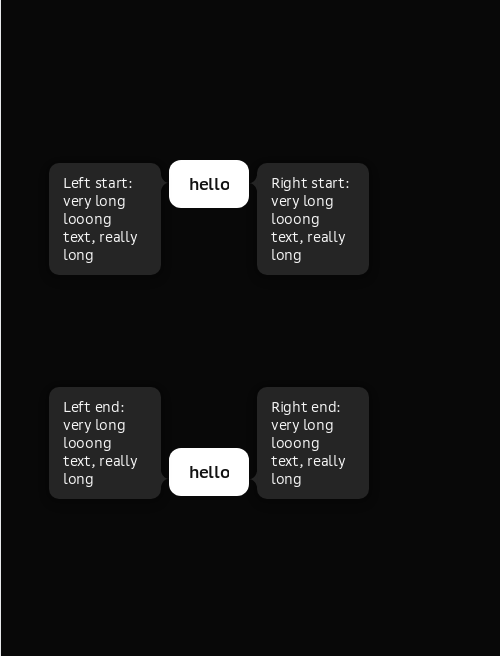 Left start:
very long
looong
text, really
long
hello
Right start:
very long
looong
text, really
long
Left end:
very long
looong
text, really
long
hello
Right end:
very long
looong
text, really
long